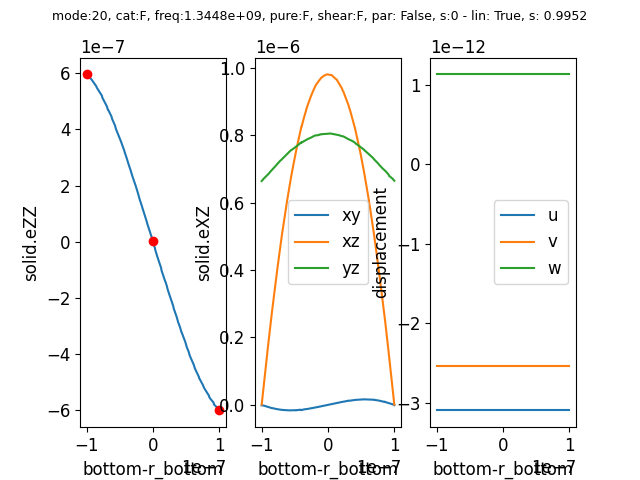 mode:20, cat:F, freq:1.3448e+09, pure:F, shear:F, par: False, s:0 - lin: True, s: 0.9952
1e−7
6
4
2
0
−2
−4
−6
solid.eZZ
−1
0
1
1e−7
bottom-r_bottom
1e−6
1.0
0.8
0.6
0.4
0.2
0.0
solid.eXZ
xy
xz
yz
−1
0
1
1e−7
bottom-r_bottom
1e−12
1
0
−1
−2
−3
displacement
u
v
w
−1
0
1
1e−7
bottom-r_bottom